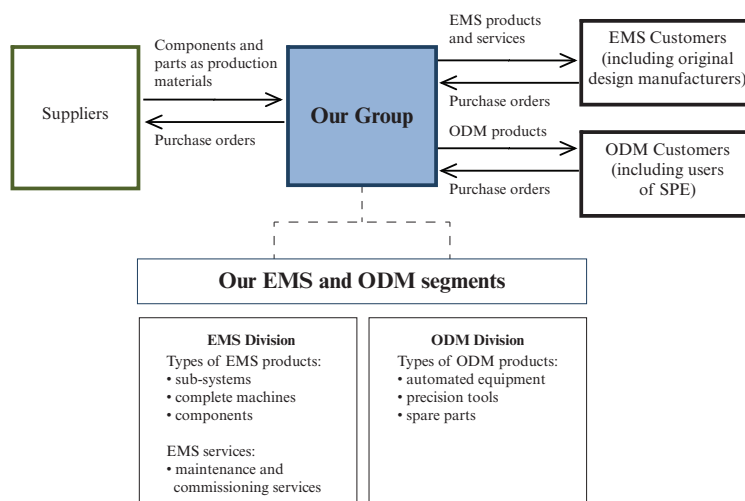 Components and
parts as production
materials
Suppliers
Purchase orders
Our Group
EMS products
and services
Purchase orders
ODM products
Purchase orders
EMS Customers
(including original
design manufacturers)
ODM Customers
(including users
of SPE)
Our EMS and ODM segments
EMS Division
Types of EMS products:
• sub-systems
• complete machines
• components
EMS services:
• maintenance and
commissioning services
ODM Division
Types of ODM products:
• automated equipment
• precision tools
• spare parts